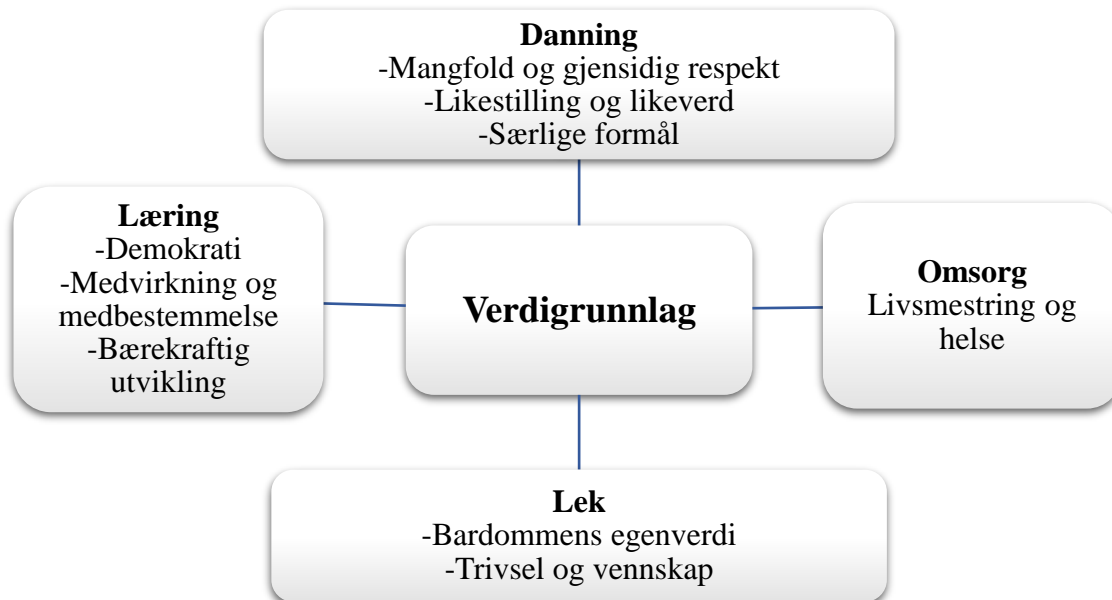 Danning
-Mangfold og gjensidig respekt
-Likestilling og likeverd
-Særlige formål
Læring
-Demokrati
-Medvirkning og
medbestemmelse
-Bærekraftig
utvikling
Verdigrunnlag
Omsorg
Livsmestring og
helse
Lek
-Bardommens egenverdi
-Trivsel og vennskap